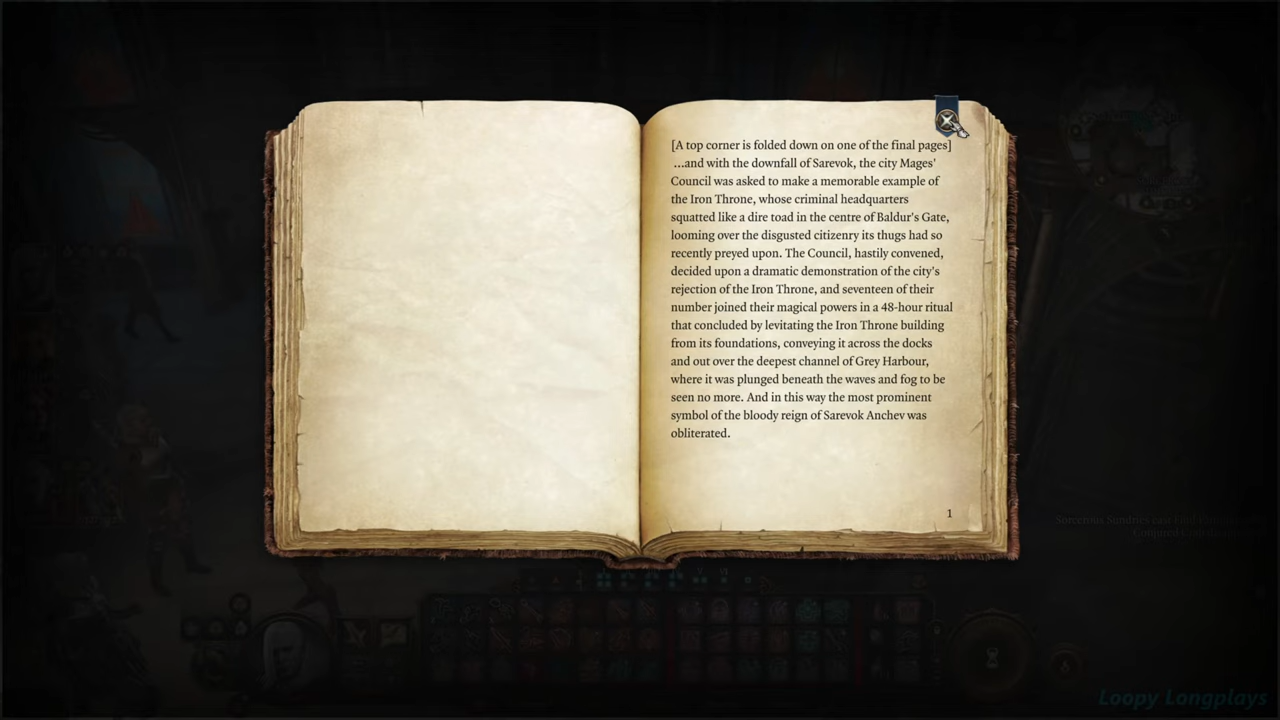 [A top corner is folded down on one of the final pages]
...and with the downfall of Sarevok, the city Mages'
Council was asked to make a memorable example of
the Iron Throne, whose criminal headquarters
squatted like a dire toad in the centre of Baldur's Gate,
looming over the disgusted citizenry its thugs had so
recently preyed upon. The Council, hastily convened,
decided upon a dramatic demonstration of the city's
rejection of the Iron Throne, and seventeen of their
number joined their magical powers in a 48-hour ritual
that concluded by levitating the Iron Throne building
from its foundations, conveying it across the docks
and out over the deepest channel of Grey Harbour,
where it was plunged beneath the waves and fog to be
seen no more. And in this way the most prominent
symbol of the bloody reign of Sarevok Anchev was
obliterated.
1
Sorcerous Sundries
Loopy Longplays